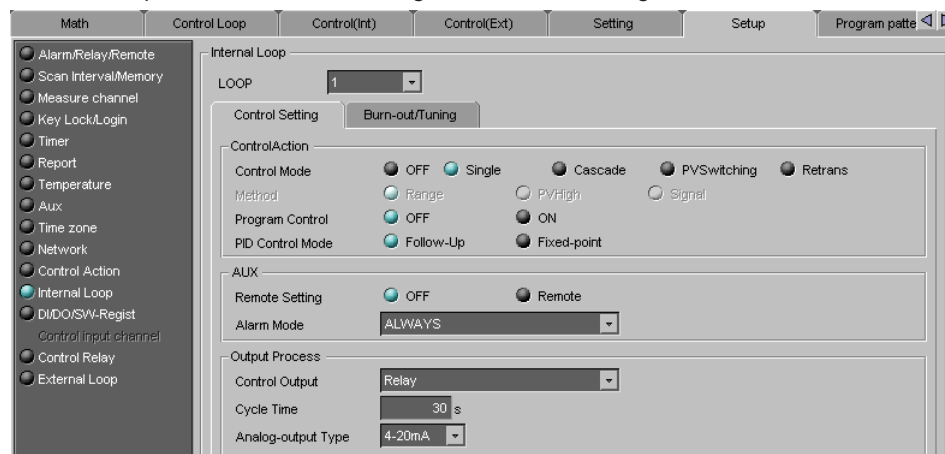 Math Control Loop Control(Int) Control(Ext) Setting Setup Program patte
Alarm/Relay/Remote
Scan Interval/Memory
Measure channel
Key Lock/Login
Timer
Report
Temperature
Aux
Time zone
Network
Control Action
Internal Loop
DI/DO/SW-Regist
Control input channel
Control Relay
External Loop
Internal Loop
LOOP 1
Control Setting Burn-out/Tuning
ControlAction
Control Mode OFF Single Cascade PVSwitching Retrans
Method Range PVHigh Signal
Program Control OFF ON
PID Control Mode Follow-Up Fixed-point
AUX
Remote Setting OFF Remote
Alarm Mode ALWAYS
Output Process
Control Output Relay
Cycle Time 30 s
Analog-output Type 4-20mA